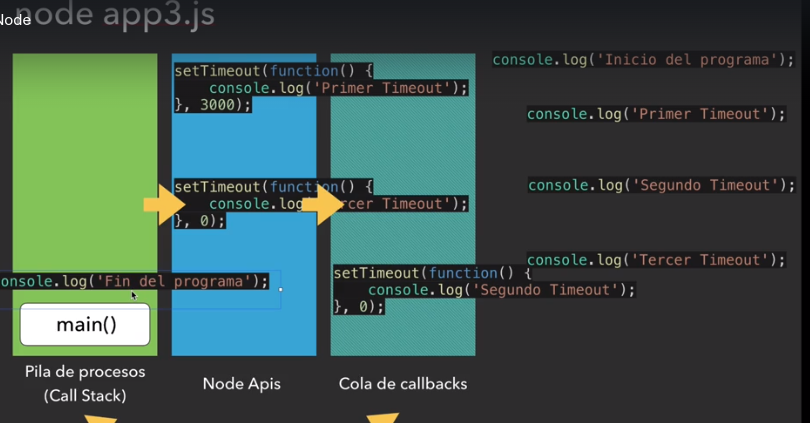 Node
node app3.js
setTimeout(function() {
console.log('Primer Timeout');
}, 3000);
setTimeout(function() {
console.log rcer Timeout');
}, 0);
onsole.log('Fin del programa');
main()
Pila de procesos
(Call Stack)
Node Apis
setTimeout(function() {
console.log('Segundo Timeout');
}, 0);
Cola de callbacks
console.log('Inicio del programa');
console.log('Primer Timeout');
console.log('Segundo Timeout');
console.log('Tercer Timeout');